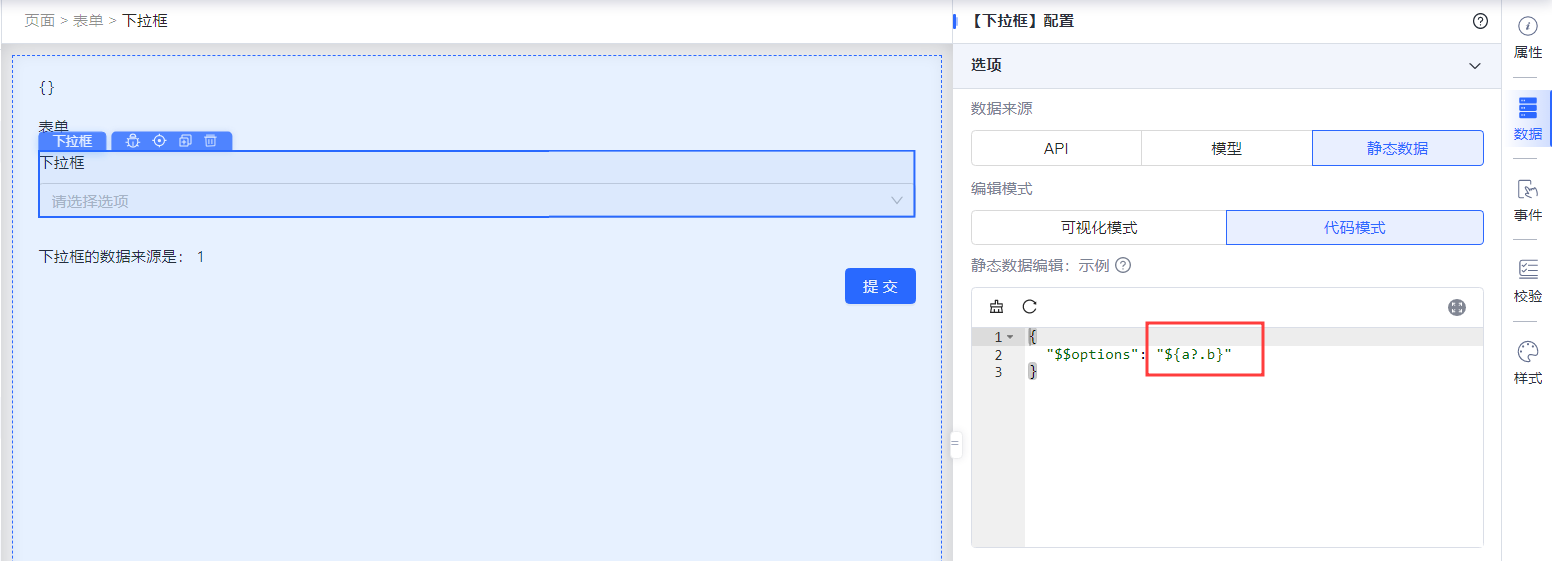 页面 > 表单 > 下拉框
{}
表单
下拉框
下拉框
请选择选项
下拉框的数据来源是： 1
提 交
【下拉框】配置
选项
数据来源
API
模型
静态数据
编辑模式
可视化模式
代码模式
静态数据编辑：示例
1 {
2 "$$options": "${a?.b}"
3 }
属性
数据
事件
校验
样式